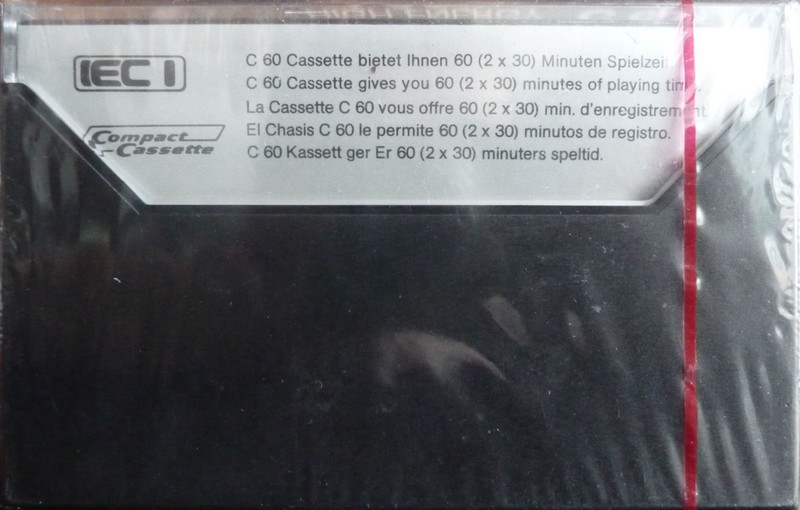 IEC I
C 60 Cassette bietet Ihnen 60 (2 x 30) Minuten Spielzeit
C 60 Cassette gives you 60 (2 x 30) minutes of playing time.
La Cassette C 60 vous offre 60 (2 x 30) min. d'enregistrement
Compact
Cassette
El Chasis C 60 le permite 60 (2 x 30) minutos de registro.
C 60 Kassett ger Er 60 (2 x 30) minuters speltid.